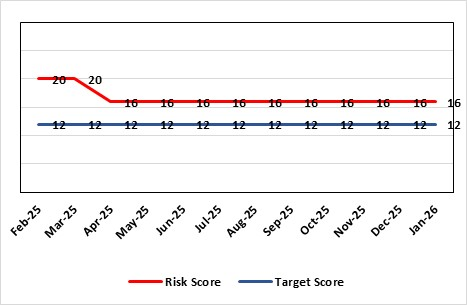 20 20
16 16 16 16 16 16 16 16 16 16
12 12 12 12 12 12 12 12 12 12 12 12
Feb-25 Mar-25 Apr-25 May-25 Jun-25 Jul-25 Aug-25 Sep-25 Oct-25 Nov-25 Dec-25 Jan-26
Risk Score Target Score